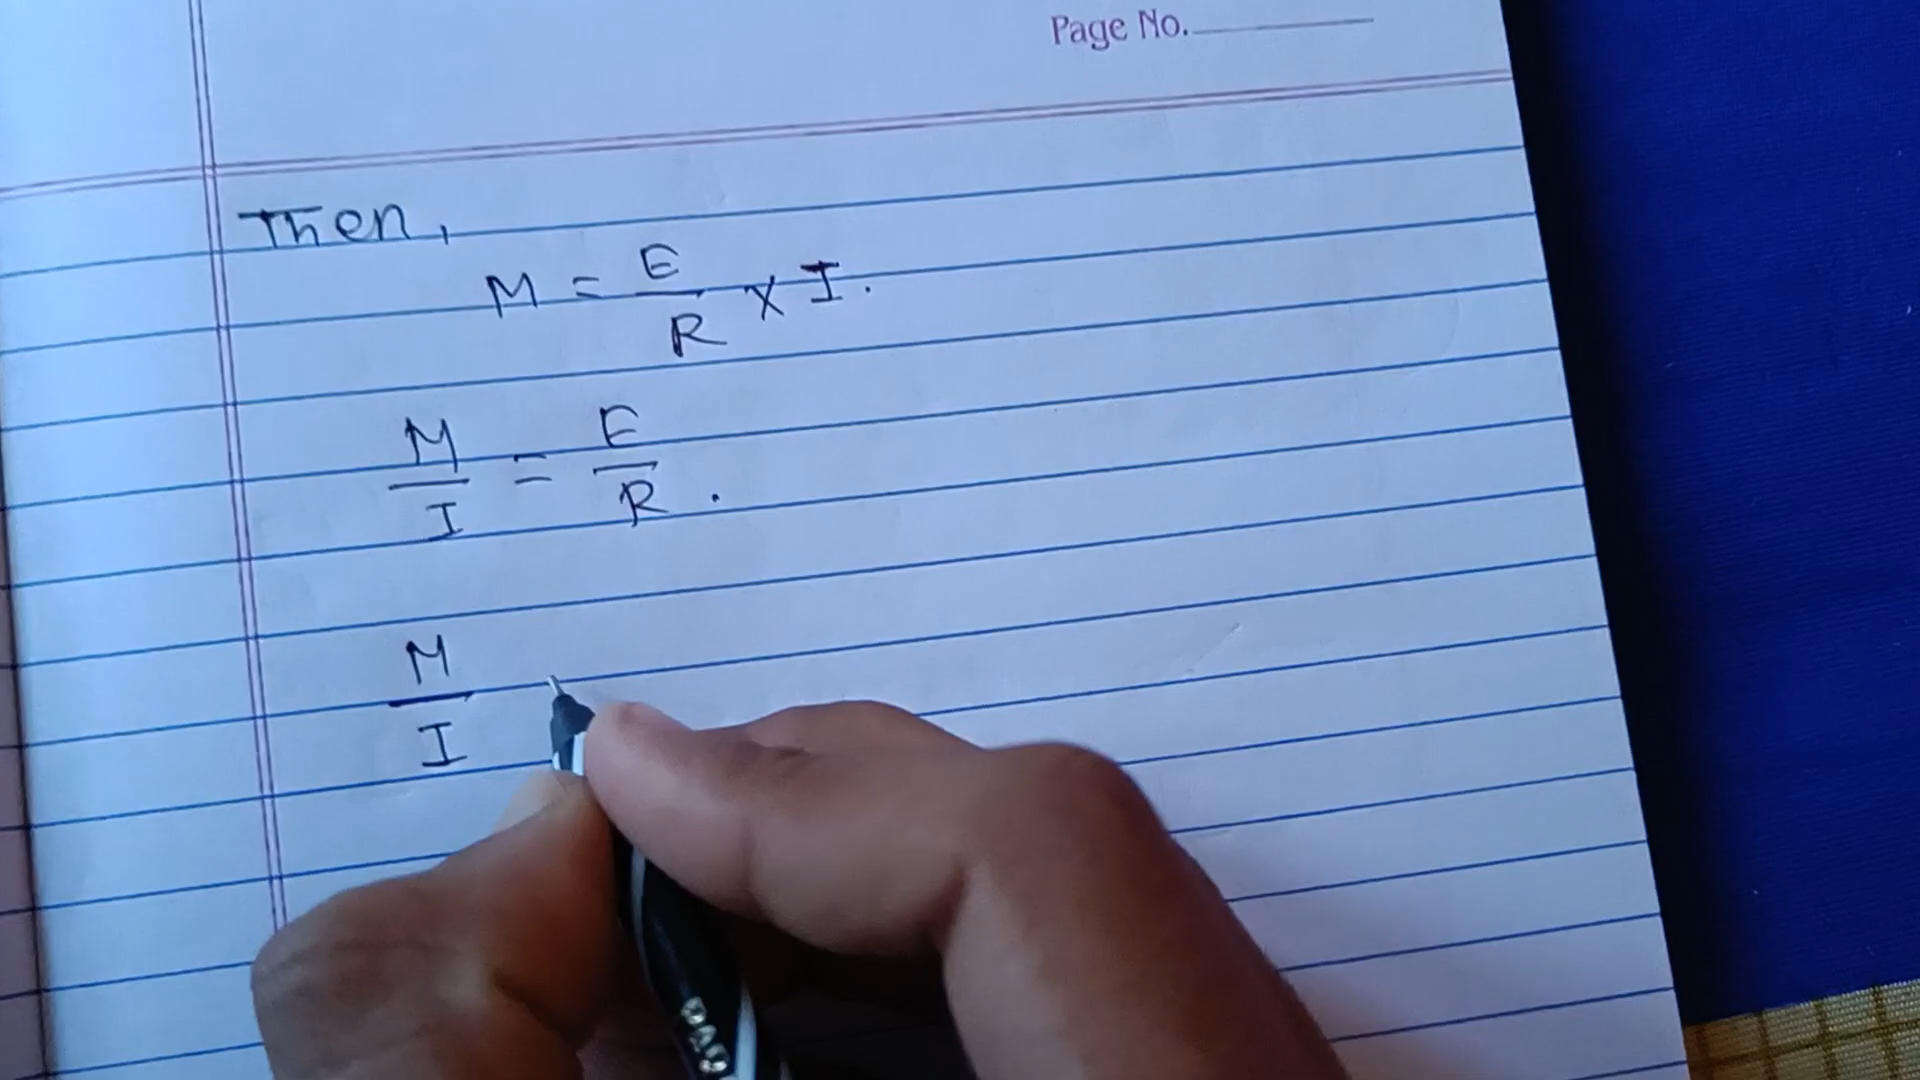 Page No.
Then,
M = E/R X I.
M/I = E/R.
M/I